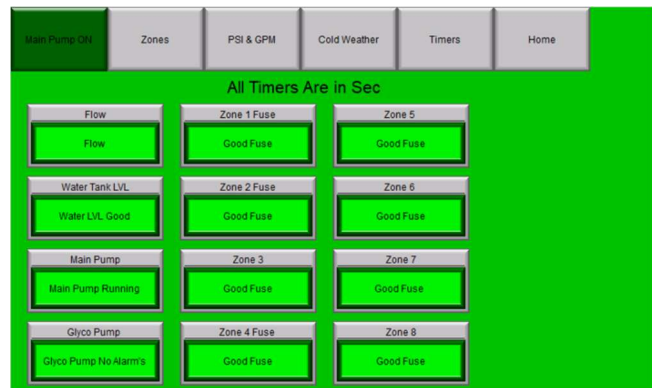 Main Pump ON
Zones
PSI & GPM
Cold Weather
Timers
Home
All Timers Are in Sec
Flow
Flow
Zone 1 Fuse
Good Fuse
Zone 5
Good Fuse
Water Tank LVL
Water LVL Good
Zone 2 Fuse
Good Fuse
Zone 6
Good Fuse
Main Pump
Main Pump Running
Zone 3
Good Fuse
Zone 7
Good Fuse
Glyco Pump
Glyco Pump No Alarm's
Zone 4 Fuse
Good Fuse
Zone 8
Good Fuse